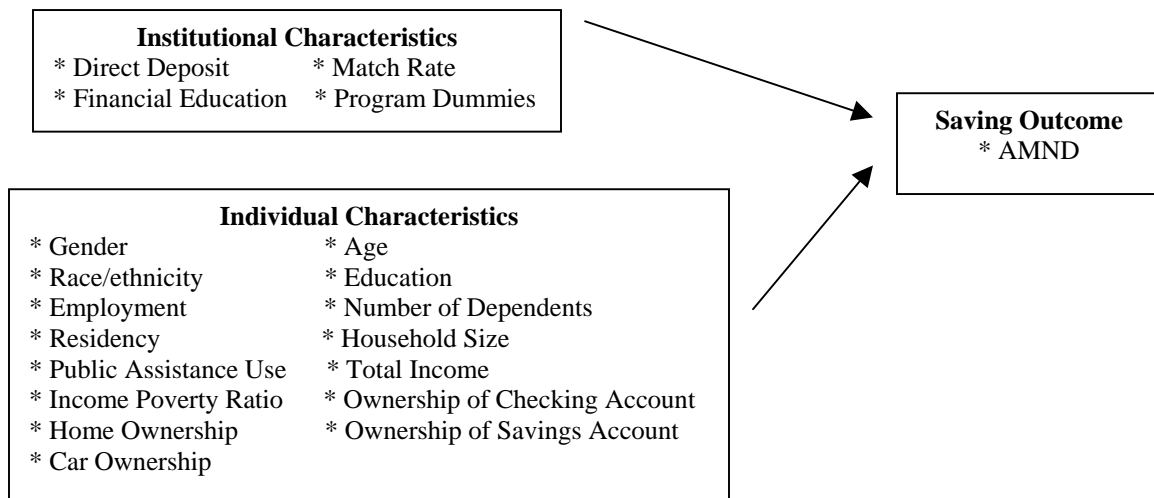 Institutional Characteristics
* Direct Deposit * Match Rate
* Financial Education * Program Dummies
Saving Outcome
* AMND
Individual Characteristics
* Gender * Age
* Race/ethnicity * Education
* Employment * Number of Dependents
* Residency * Household Size
* Public Assistance Use * Total Income
* Income Poverty Ratio * Ownership of Checking Account
* Home Ownership * Ownership of Savings Account
* Car Ownership